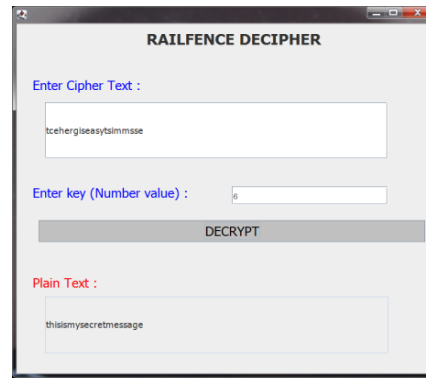 RAILFENCE DECIPHER
Enter Cipher Text :
tcehergiseasytsimmsse
Enter key (Number value) :
6
DECRYPT
Plain Text :
thisismysecretmessage